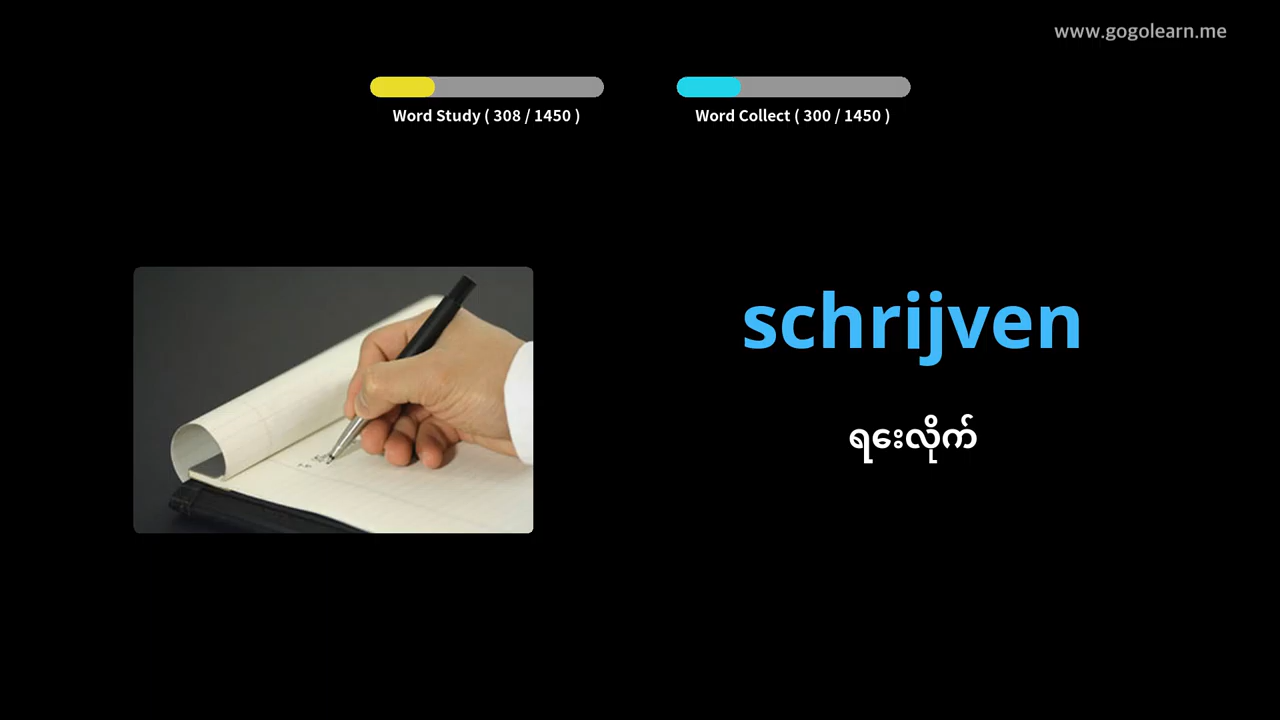 www.gogolearn.me
Word Study ( 308 / 1450 )
Word Collect ( 300 / 1450 )
schrijven
ရေးလိုက်